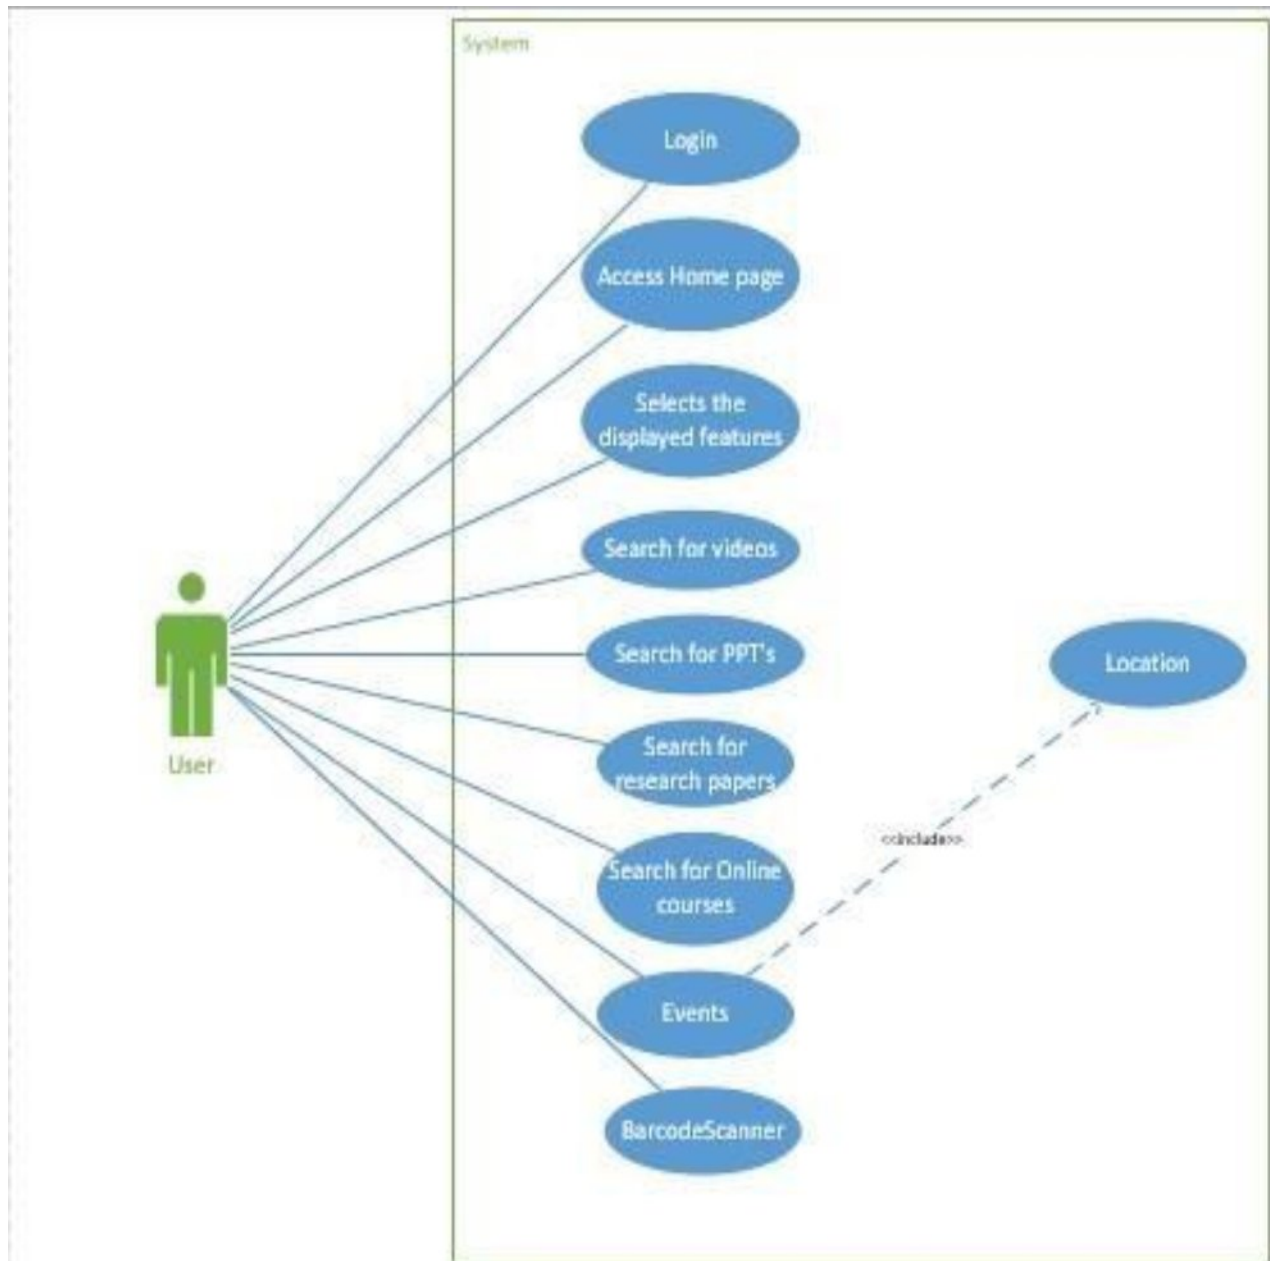 System
Login
Access Home page
Selects the
displayed features
Search for videos
Search for PPT's
User
Location
Search for
research papers
<<include>>
Search for Online
courses
Events
BarcodeScanner